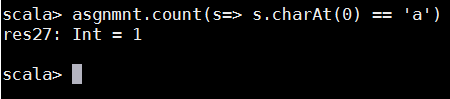 scala> asgnmnt.count(s=> s.charAt(0) == 'a')
res27: Int = 1
scala>